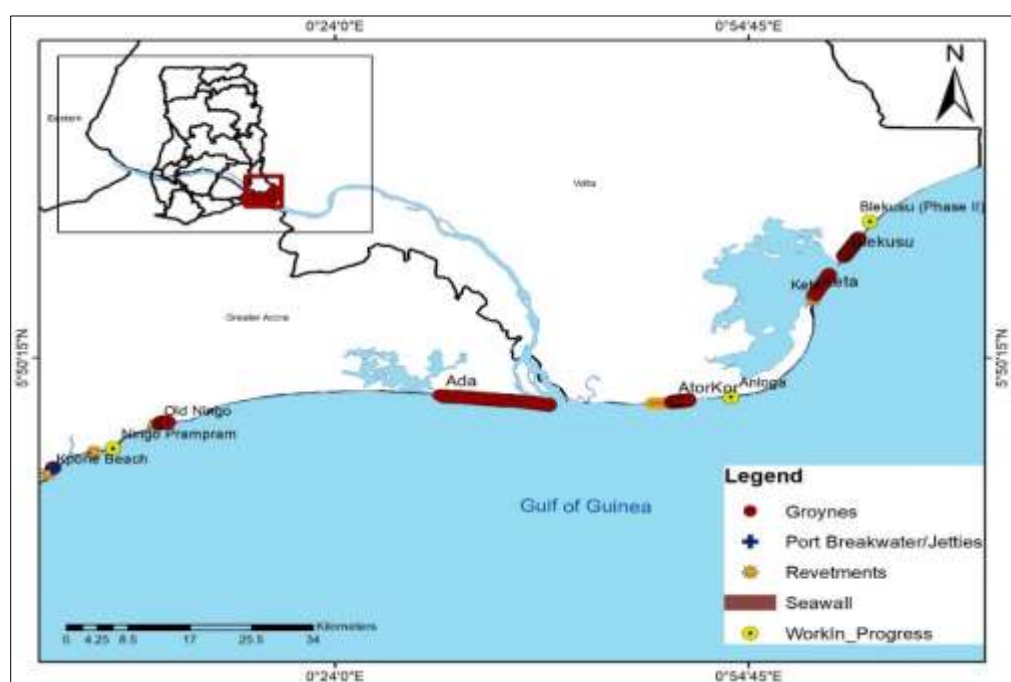 0°24'0"E
0°54'45"E
N
Eastern
Volta
Blekusu (Phase II)
Blekusu
Keta
Keta
Greater Accra
5°50'15"N
5°50'15"N
Ada
AtorKor
Anloga
Old Ningo
Ningo Prampram
Kpone Beach
Gulf of Guinea
Legend
Groynes
Port Breakwater/Jetties
Revetments
Seawall
WorkIn_Progress
Kilometers
0 4.25 8.5 17 25.5 34
0°24'0"E
0°54'45"E